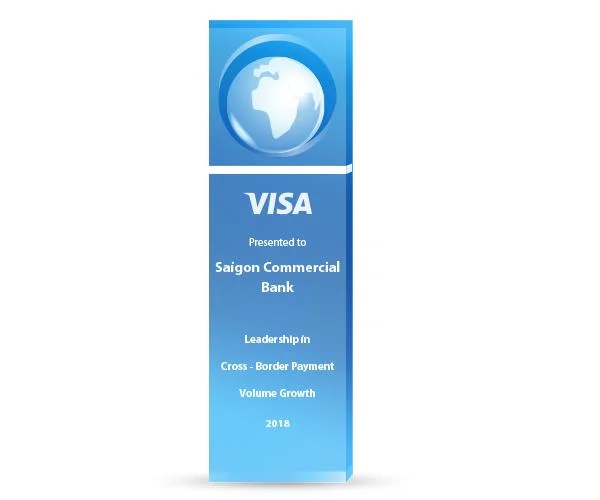 VISA
Presented to
Saigon Commercial
Bank
Leadership in
Cross - Border Payment
Volume Growth
2018